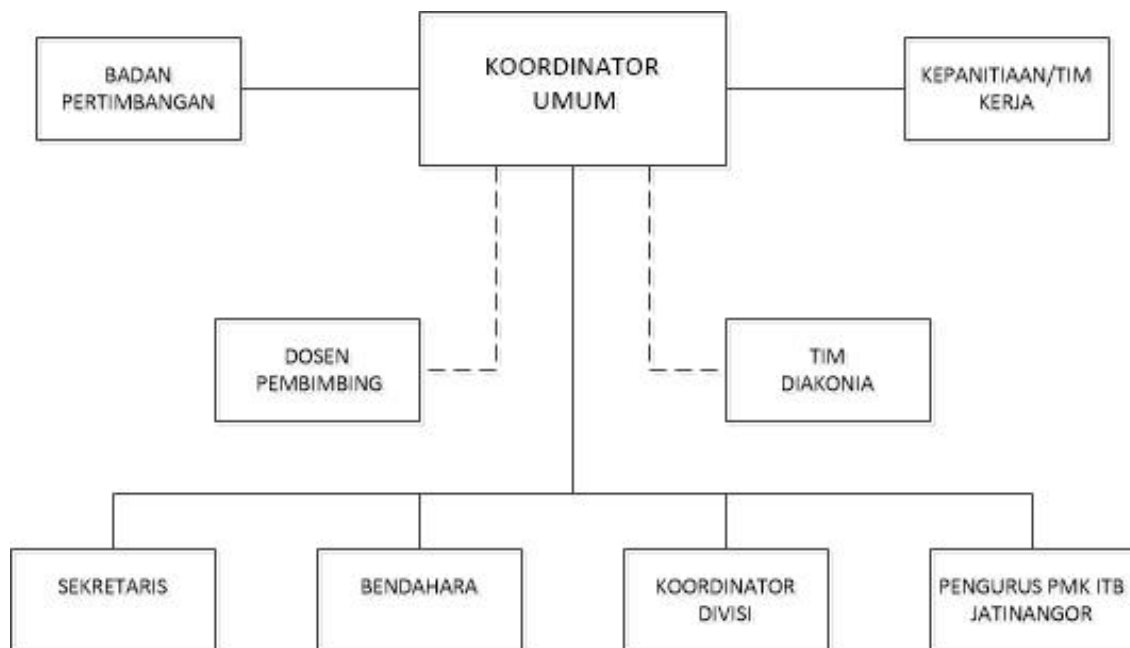 BADAN
PERTIMBANGAN
KOORDINATOR
UMUM
KEPANITIAAN/TIM
KERJA
DOSEN
PEMBIMBING
TIM
DIAKONIA
SEKRETARIS
BENDAHARA
KOORDINATOR
DIVISI
PENGURUS PMK ITB
JATINANGOR